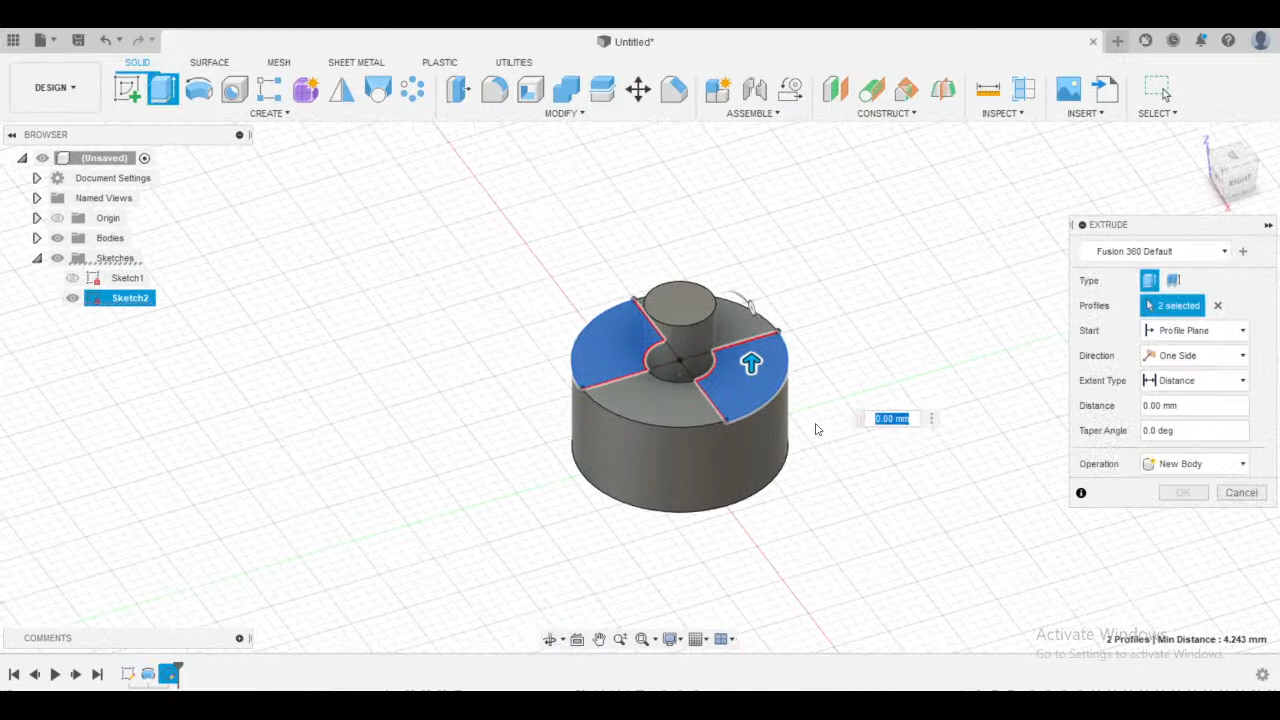 Untitled*
SOLID SURFACE MESH SHEET METAL PLASTIC UTILITIES
DESIGN
CREATE MODIFY ASSEMBLE CONSTRUCT INSPECT INSERT SELECT
BROWSER
(Unsaved)
Document Settings
Named Views
Origin
Bodies
Sketches
Sketch1
Sketch2
Z
RIGHT
X
EXTRUDE
Fusion 360 Default
Type
Profiles 2 selected
Start Profile Plane
Direction One Side
Extent Type Distance
Distance 0.00 mm
Taper Angle 0.0 deg
Operation New Body
OK Cancel
0.00 mm
COMMENTS
Activate Windows
Go to Settings to activate Windows.
2 Profiles | Min Distance : 4.243 mm